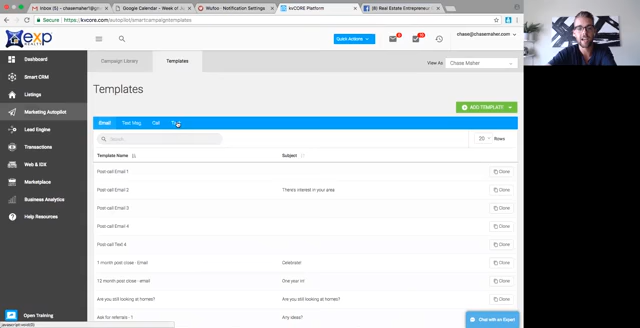 Inbox (5) - chasemaher1@gm
Google Calendar - Week of
Wufoo - Notification Settings
kvCORE Platform
(8) Real Estate Entrepreneur
Secure
https://kvcore.com/autopilot/smartcampaigntemplates
exp
REALTY
Quick Actions
chase@chasemaher.com
Dashboard
Smart CRM
Listings
Marketing Autopilot
Lead Engine
Transactions
Web & IDX
Marketplace
Business Analytics
Help Resources
Open Training
Campaign Library
Templates
View As
Chase Maher
Templates
ADD TEMPLATE
Email
Text Msg
Call
Search...
20
Rows
Template Name
Subject
Post-call Email 1
Clone
Post-call Email 2
There's interest in your area
Clone
Post-call Email 3
Clone
Post-call Email 4
Clone
Post-call Text 4
Clone
1 month post close - Email
Celebrate!
Clone
12 month post close - email
One year in!
Clone
Are you still looking at homes?
Are you still looking at homes?
Clone
Ask for referrals - 1
Any ideas?
Clone
Chat with an Expert
javascript:void(0);